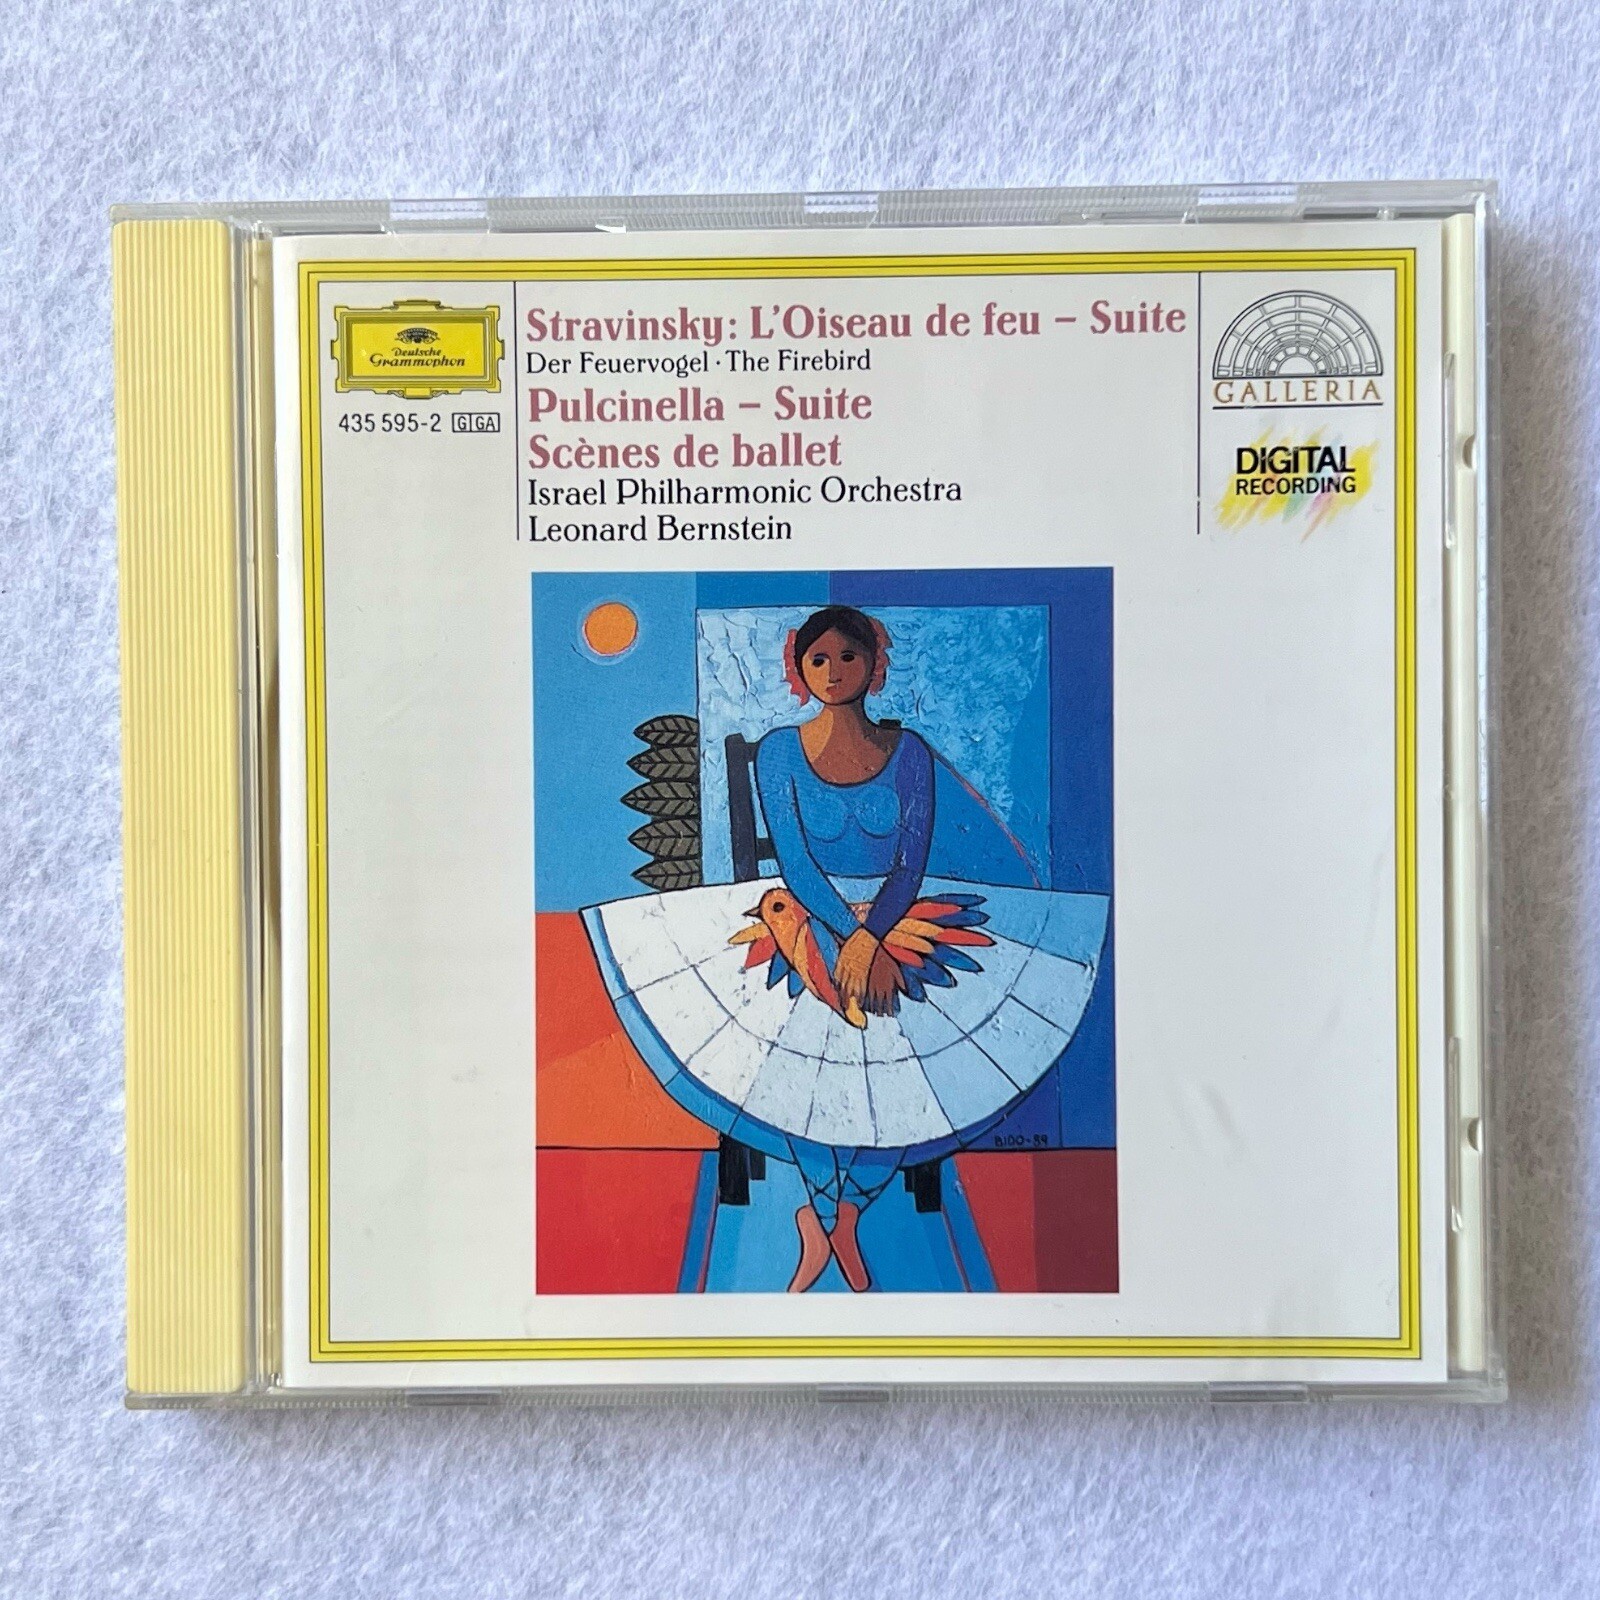 Deutsche
Grammophon
435 595-2 G GA
Stravinsky: L'Oiseau de feu – Suite
Der Feuervogel · The Firebird
Pulcinella – Suite
Scènes de ballet
Israel Philharmonic Orchestra
Leonard Bernstein
GALLERIA
DIGITAL
RECORDING
BIDO-89